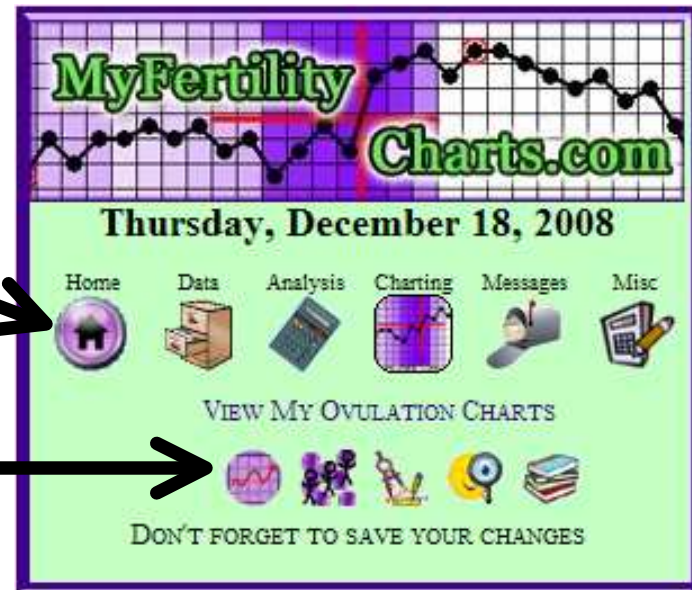 MyFertility
Charts.com
Thursday, December 18, 2008
Home Data Analysis Charting Messages Misc
VIEW MY OVULATION CHARTS
DON'T FORGET TO SAVE YOUR CHANGES